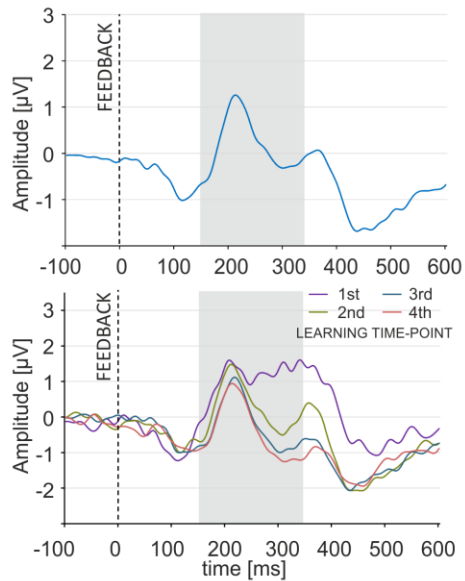 3
2
1
0
-1
Amplitude [µV]
FEEDBACK
-100 0 100 200 300 400 500 600
3
2
1
0
-1
-2
Amplitude [µV]
FEEDBACK
1st 3rd
2nd 4th
LEARNING TIME-POINT
-100 0 100 200 300 400 500 600
time [ms]